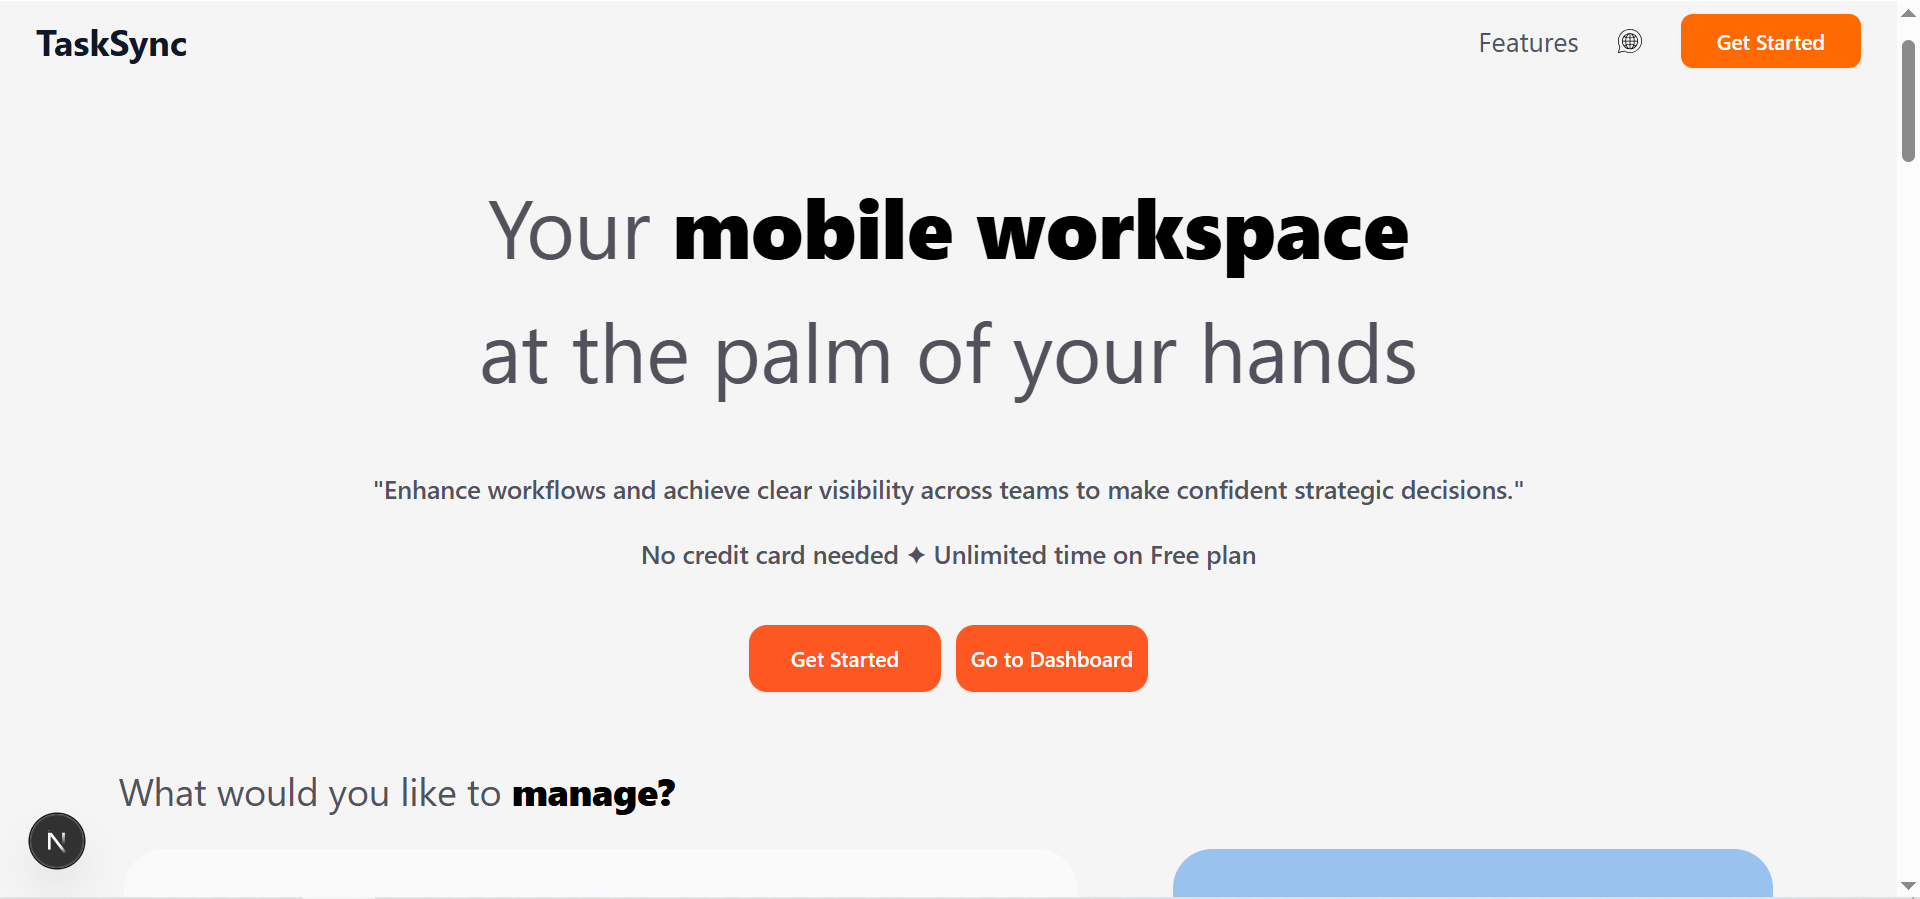 TaskSync
Features
Get Started
Your mobile workspace
at the palm of your hands
"Enhance workflows and achieve clear visibility across teams to make confident strategic decisions."
No credit card needed ✦ Unlimited time on Free plan
Get Started
Go to Dashboard
What would you like to manage?
N